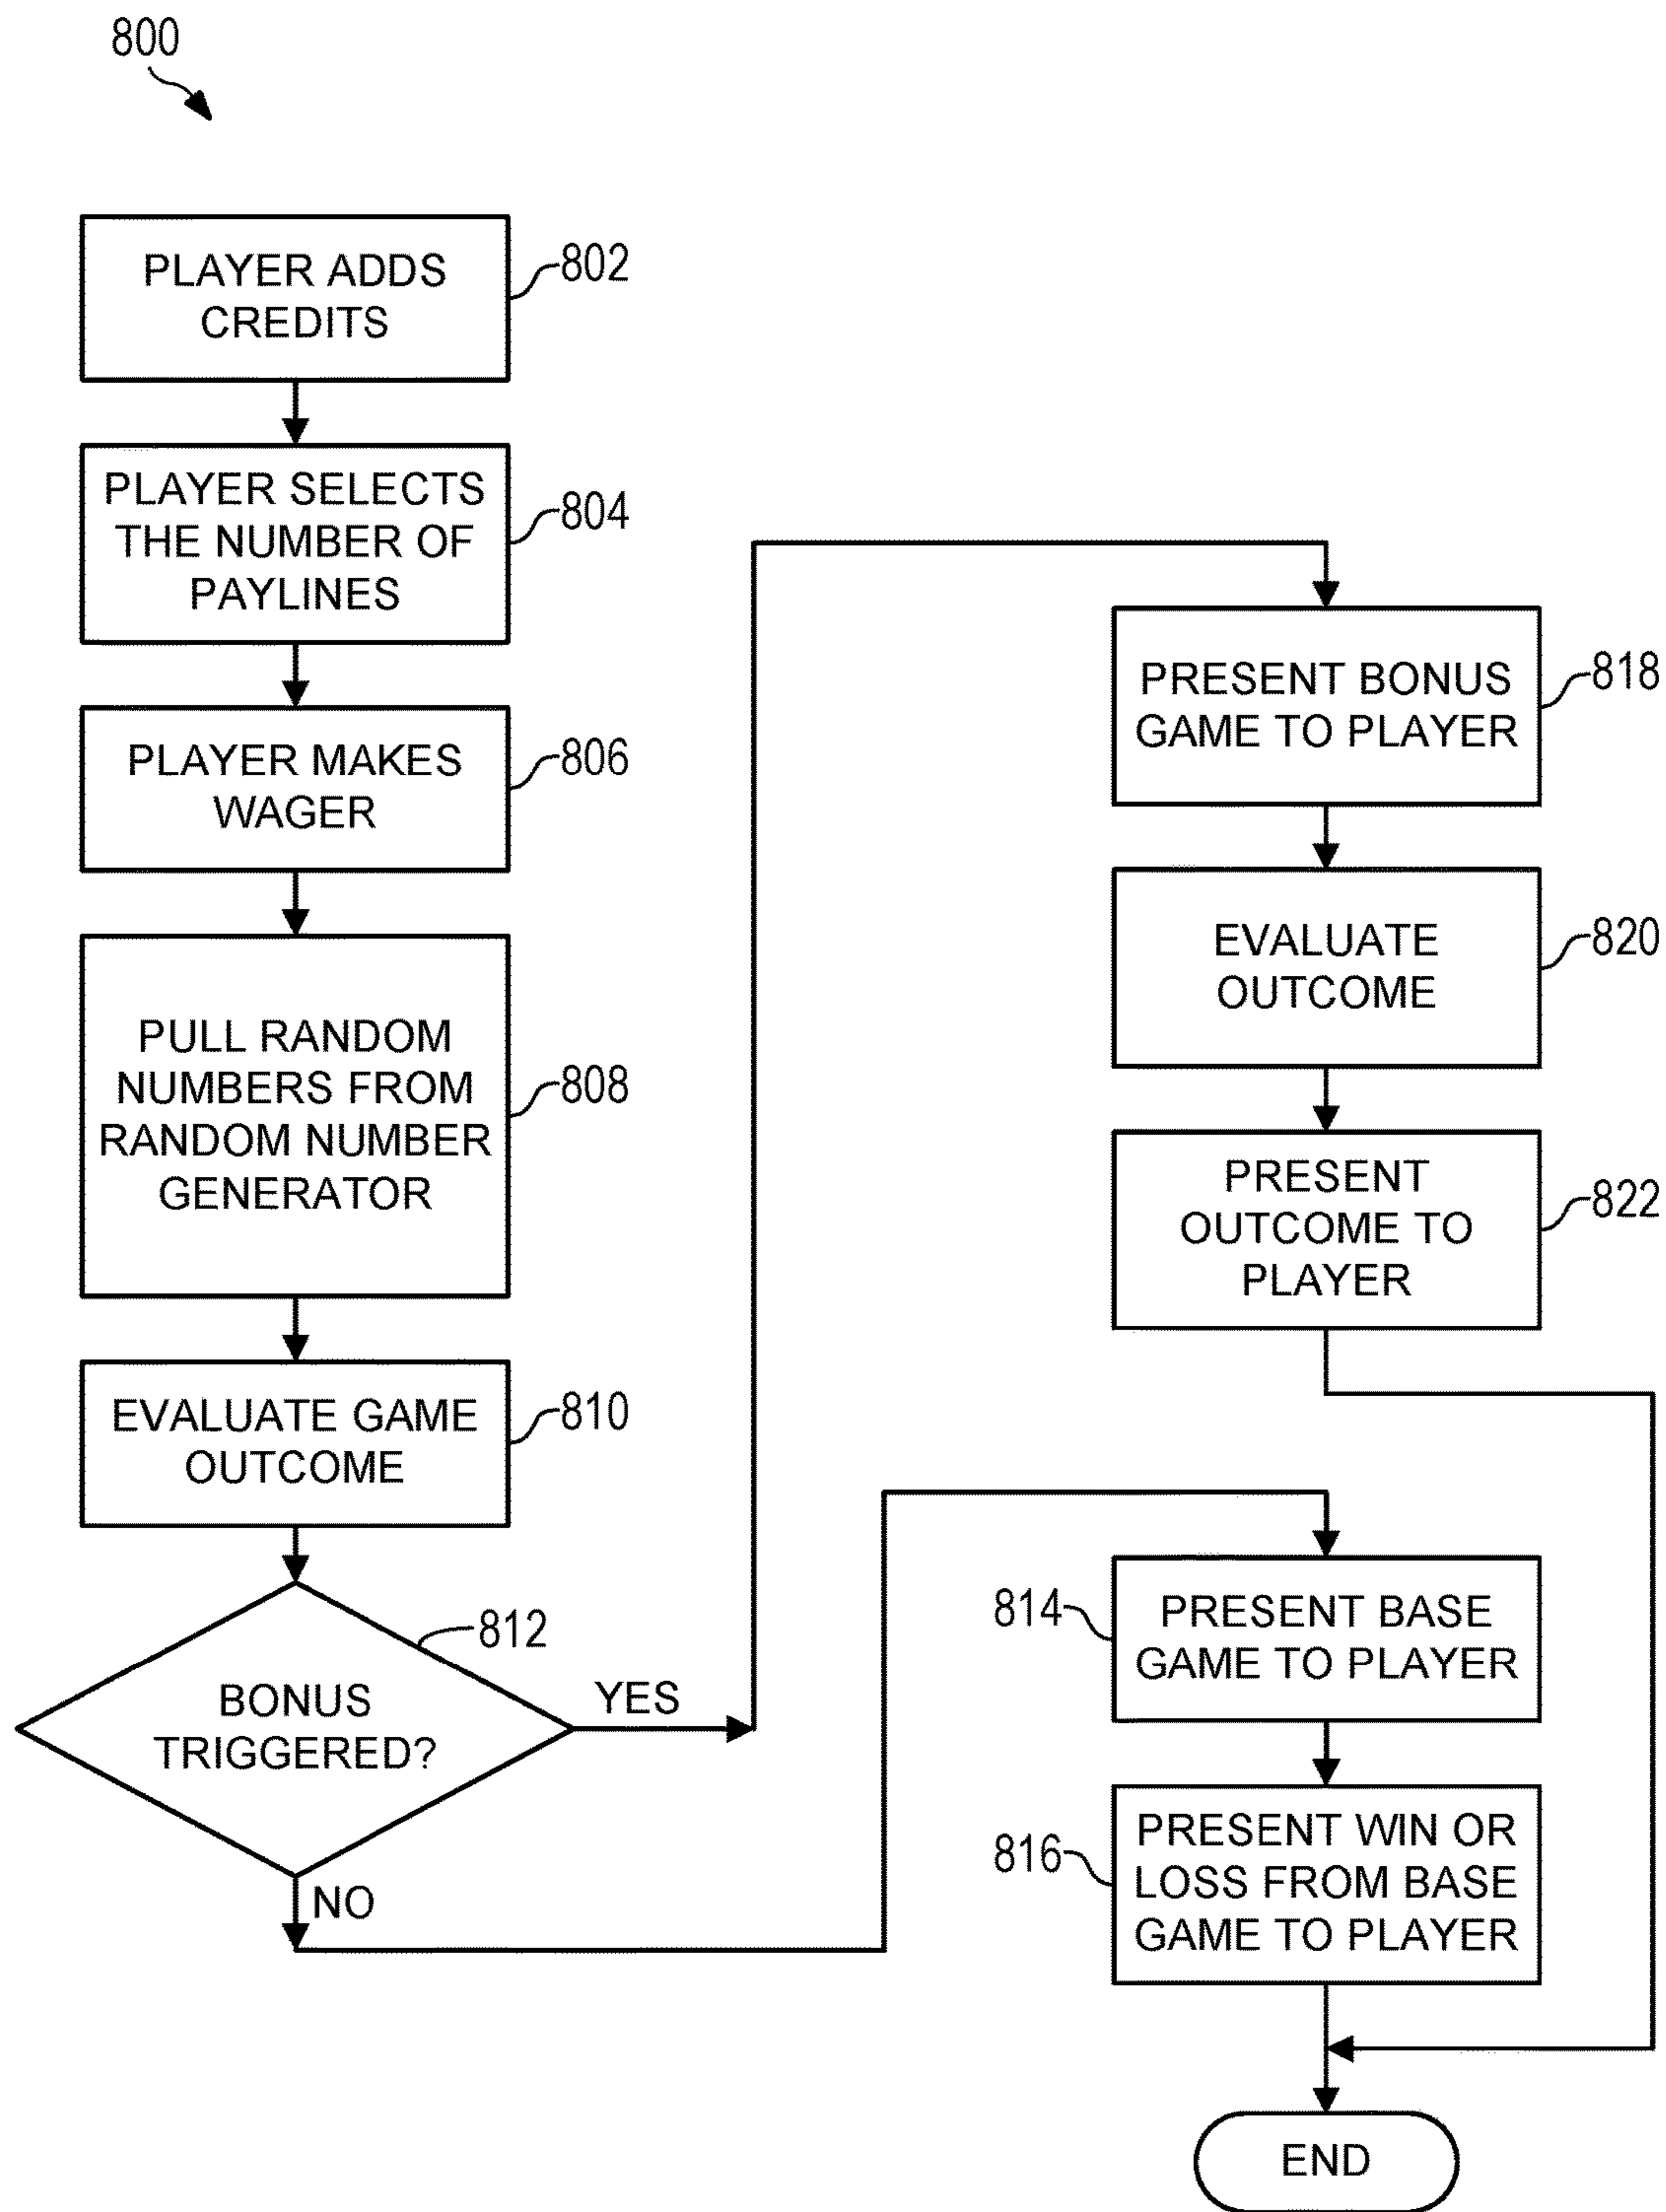 800
PLAYER ADDS
CREDITS
802
PLAYER SELECTS
THE NUMBER OF
PAYLINES
804
PLAYER MAKES
WAGER
806
PULL RANDOM
NUMBERS FROM
RANDOM NUMBER
GENERATOR
808
EVALUATE GAME
OUTCOME
810
812
BONUS
TRIGGERED?
YES
NO
PRESENT BONUS
GAME TO PLAYER
818
EVALUATE
OUTCOME
820
PRESENT
OUTCOME TO
PLAYER
822
814
PRESENT BASE
GAME TO PLAYER
816
PRESENT WIN OR
LOSS FROM BASE
GAME TO PLAYER
END